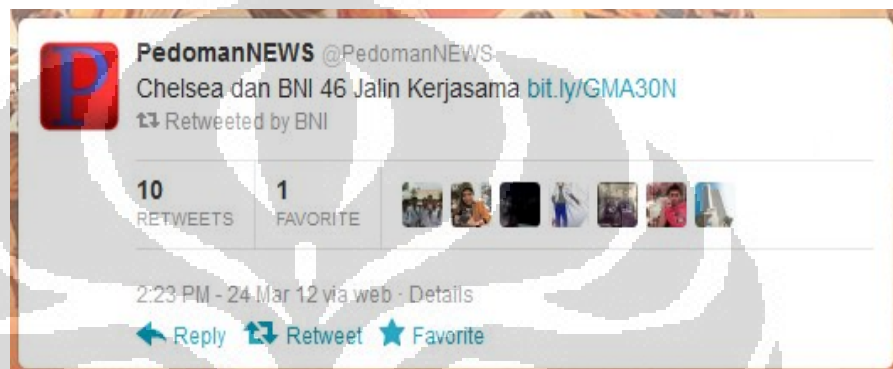 P
PedomanNEWS @PedomanNEWS
Chelsea dan BNI 46 Jalin Kerjasama bit.ly/GMA30N
Retweeted by BNI
10 1
RETWEETS FAVORITE
2:23 PM - 24 Mar 12 via web · Details
Reply Retweet Favorite